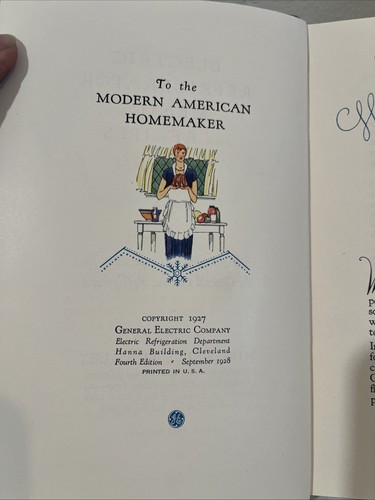 To the
MODERN AMERICAN
HOMEMAKER
COPYRIGHT 1927
GENERAL ELECTRIC COMPANY
Electric Refrigeration Department
Hanna Building, Cleveland
Fourth Edition • September 1928
PRINTED IN U. S. A.
GE